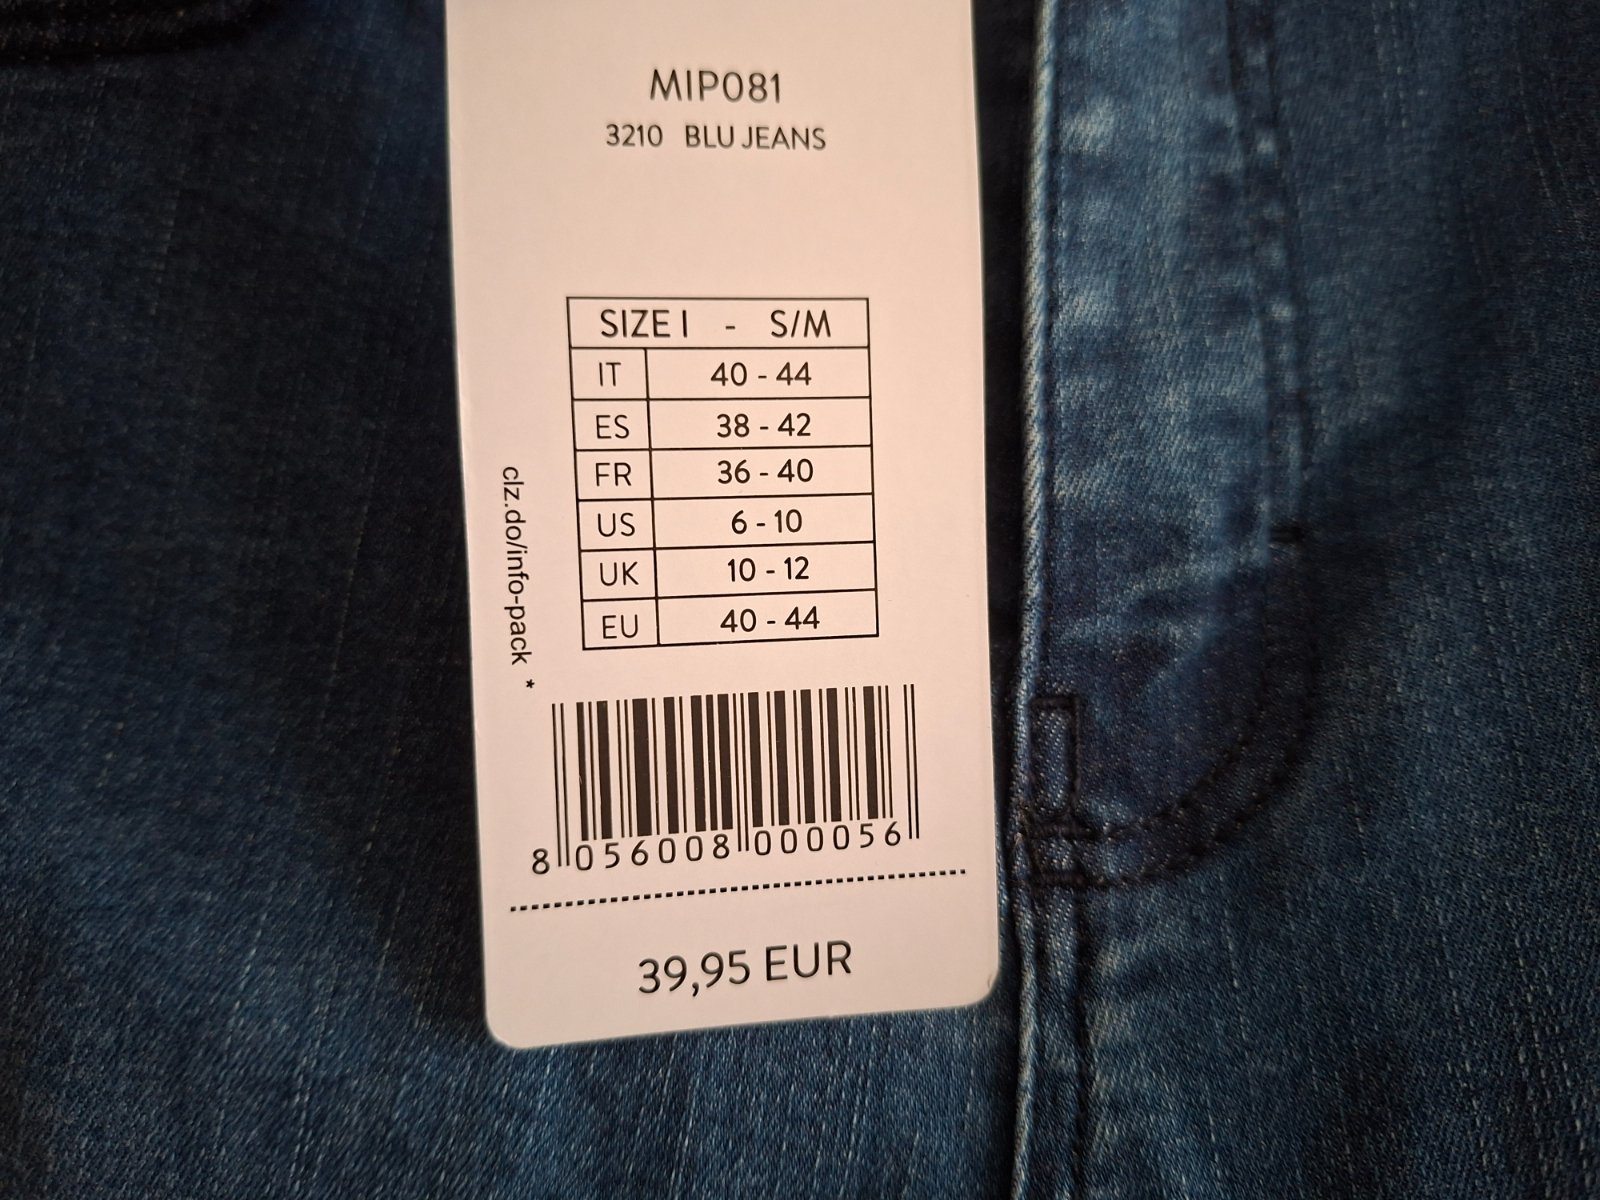 MIP081
3210 BLU JEANS
SIZE I - S/M
IT 40 - 44
ES 38 - 42
FR 36 - 40
US 6 - 10
UK 10 - 12
EU 40 - 44
clz.do/info-pack *
8 056008 000056
39,95 EUR